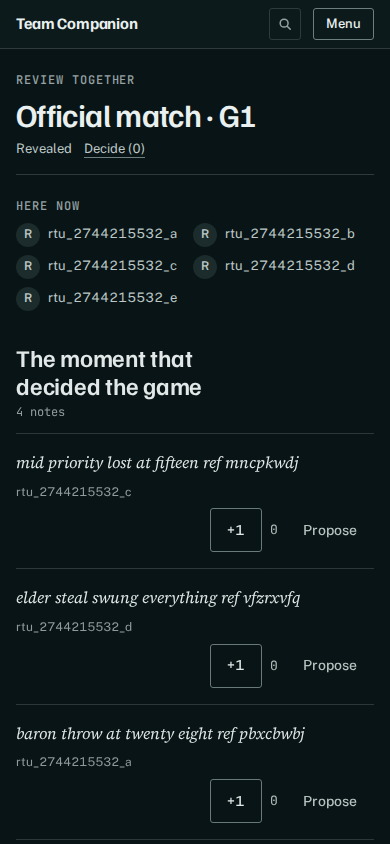 Team Companion
Menu
REVIEW TOGETHER
Official match · G1
Revealed Decide (0)
HERE NOW
R rtu_2744215532_a R rtu_2744215532_b
R rtu_2744215532_c R rtu_2744215532_d
R rtu_2744215532_e
The moment that
decided the game
4 notes
mid priority lost at fifteen ref mncpkwdj
rtu_2744215532_c
+1 0 Propose
elder steal swung everything ref vfzrxvfq
rtu_2744215532_d
+1 0 Propose
baron throw at twenty eight ref pbxcbwbj
rtu_2744215532_a
+1 0 Propose